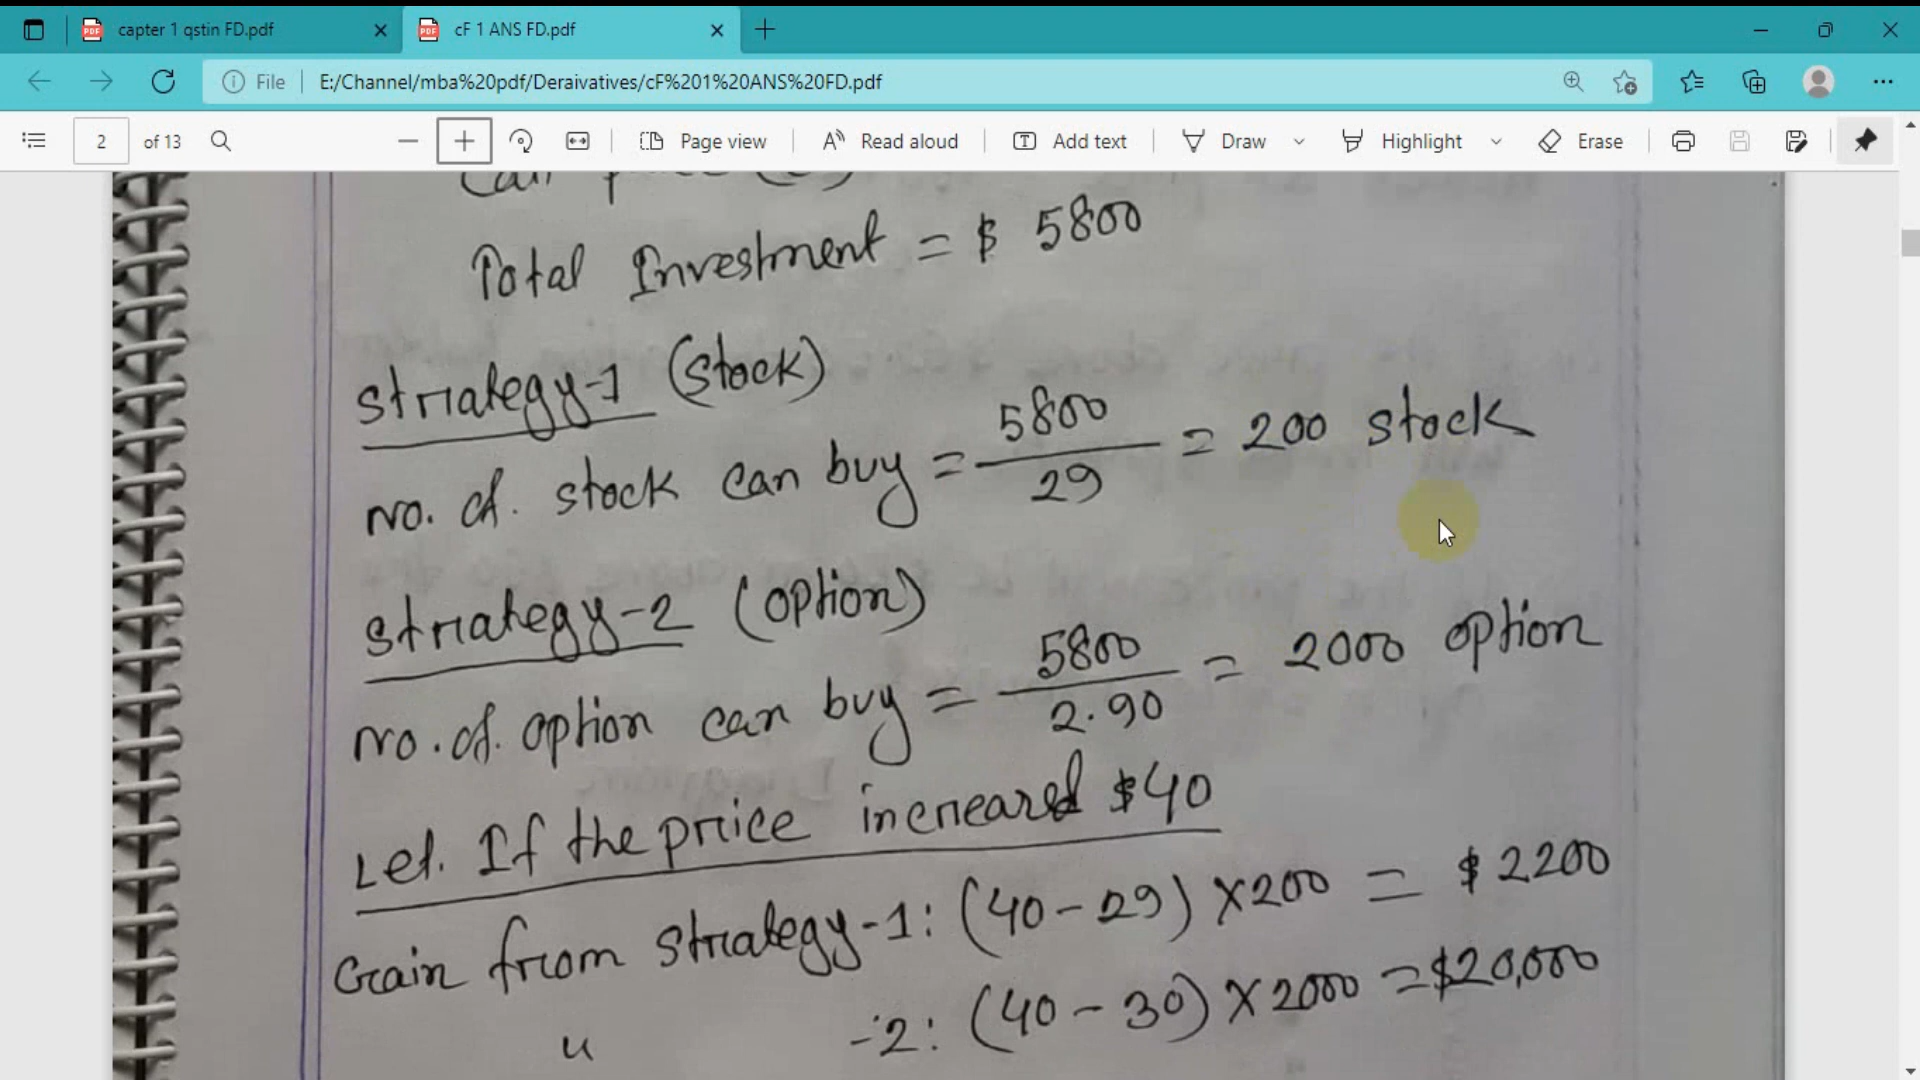 capter 1 qstin FD.pdf
cF 1 ANS FD.pdf
File
E:/Channel/mba%20pdf/Deraivatives/cF%201%20ANS%20FD.pdf
2 of 13
Page view
Read aloud
Add text
Draw
Highlight
Erase
Total Investment = $ 5800
Strategy-1 (stock)
No. of. stock can buy = 5800 / 29 = 200 stock
Strategy-2 (option)
No. of. option can buy = 5800 / 2.90 = 2000 option
Let. If the price increased $40
Gain from strategy-1: (40-29) X200 = $2200
" -2: (40-30) X2000 = $20,000